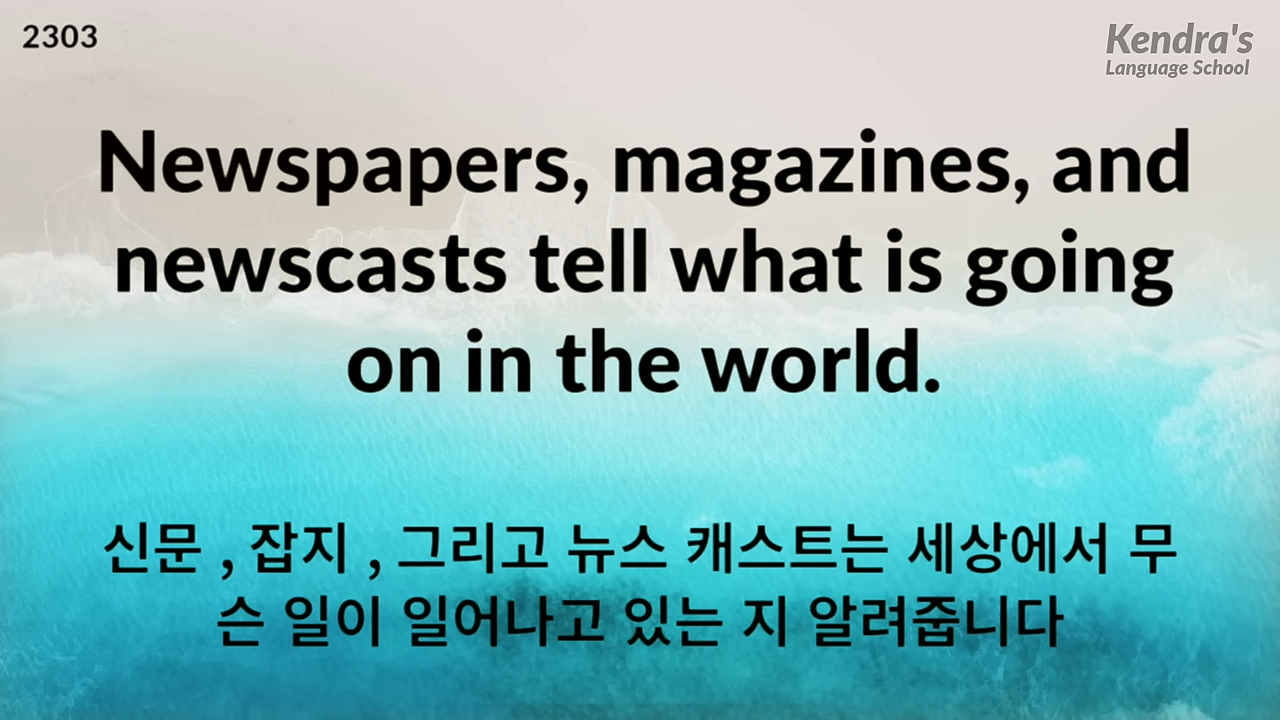 2303
Kendra's
Language School
Newspapers, magazines, and
newscasts tell what is going
on in the world.
신문 , 잡지 , 그리고 뉴스 캐스트는 세상에서 무
슨 일이 일어나고 있는 지 알려줍니다